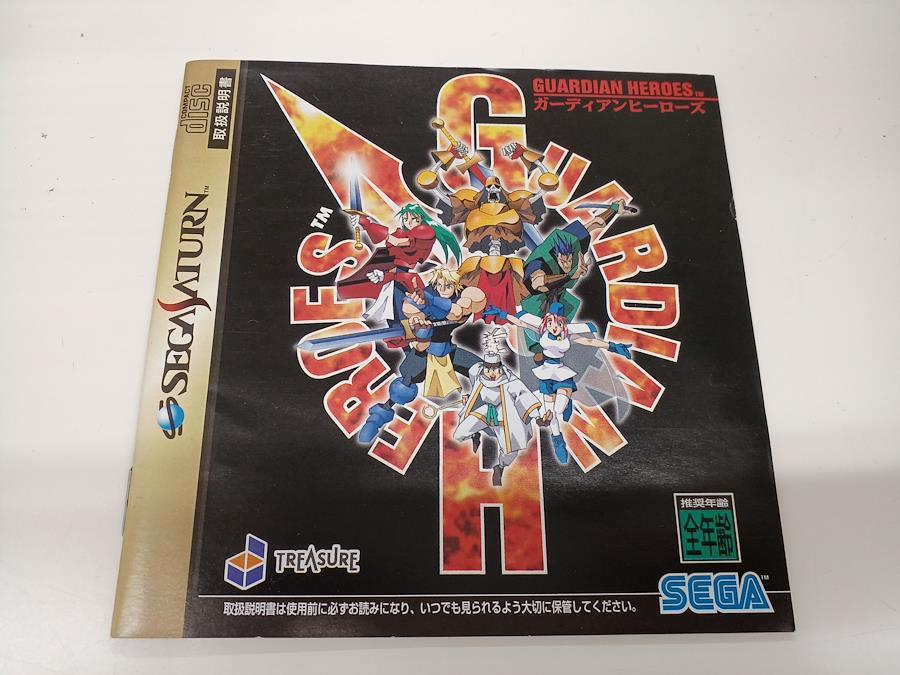 COMPACT
disc
取扱説明書
SEGA SATURN™
GUARDIAN HEROES™
ガーディアンヒーローズ
GUARDIAN
HEROES™
TREASURE
推奨年齢
全年齢
SEGA™
取扱説明書は使用前に必ずお読みになり、いつでも見られるよう大切に保管してください。